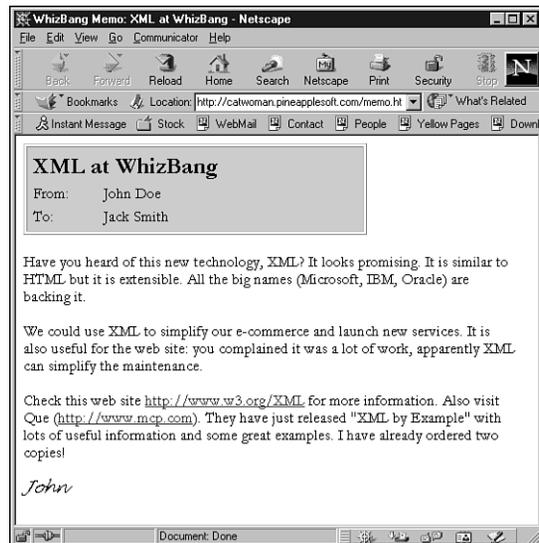 WhizBang Memo: XML at WhizBang - Netscape
File Edit View Go Communicator Help
Back Forward Reload Home Search Netscape Print Security Stop
N
Bookmarks Location: http://catwoman.pineapplesoft.com/memo.ht What's Related
Instant Message Stock WebMail Contact People Yellow Pages Downl
XML at WhizBang
From: John Doe
To: Jack Smith
Have you heard of this new technology, XML? It looks promising. It is similar to
HTML but it is extensible. All the big names (Microsoft, IBM, Oracle) are
backing it.
We could use XML to simplify our e-commerce and launch new services. It is
also useful for the web site: you complained it was a lot of work, apparently XML
can simplify the maintenance.
Check this web site http://www.w3.org/XML for more information. Also visit
Que (http://www.mcp.com). They have just released "XML by Example" with
lots of useful information and some great examples. I have already ordered two
copies!
John
Document: Done